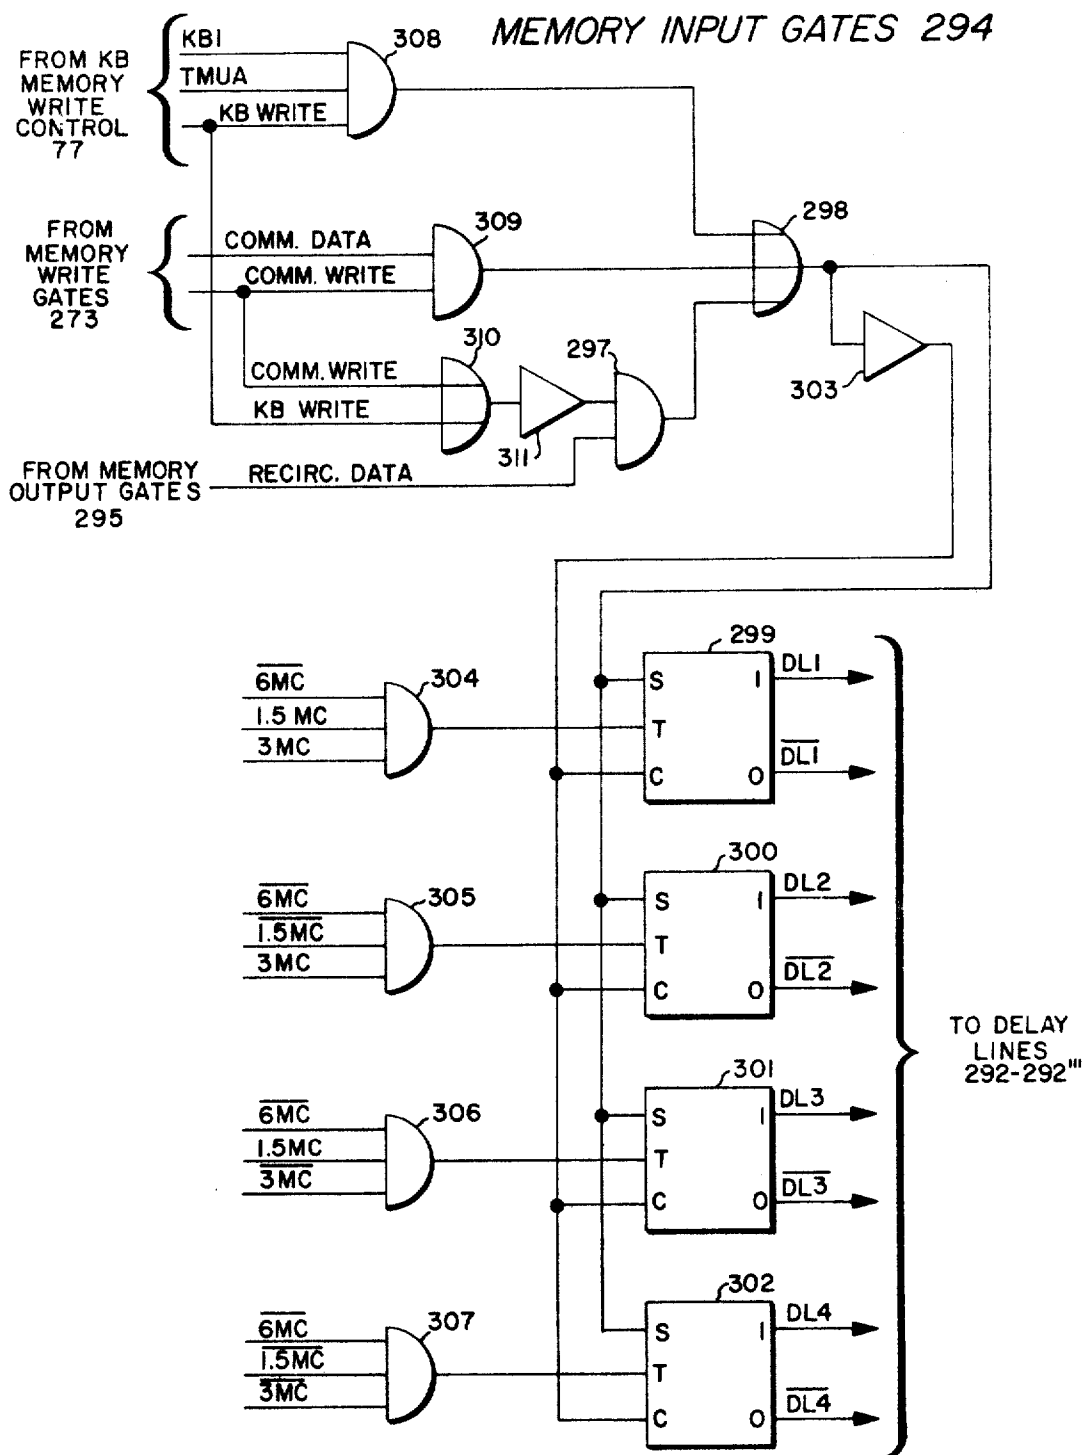 MEMORY INPUT GATES 294
FROM KB
MEMORY
WRITE
CONTROL
77
KBI
TMUA
KB WRITE
308
FROM
MEMORY
WRITE
GATES
273
COMM. DATA
COMM. WRITE
309
298
310
COMM. WRITE
KB WRITE
311
297
303
FROM MEMORY
OUTPUT GATES
295
RECIRC. DATA
6MC
1.5 MC
3MC
304
299
S
T
C
1
0
DL1
DL1
6MC
1.5MC
3MC
305
300
S
T
C
1
0
DL2
DL2
6MC
1.5MC
3MC
306
301
S
T
C
1
0
DL3
DL3
6MC
1.5MC
3MC
307
302
S
T
C
1
0
DL4
DL4
TO DELAY
LINES
292-292'''